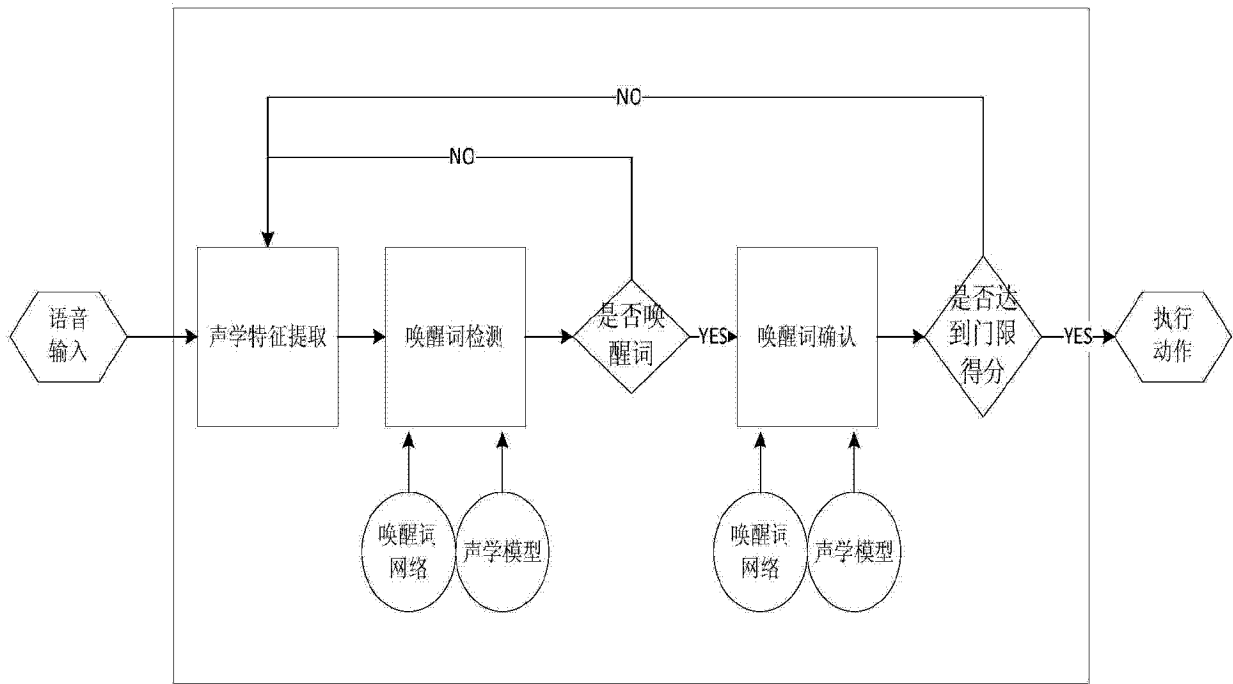 NO
NO
语音
输入
声学特征提取
唤醒词检测
是否唤
醒词
YES
唤醒词确认
是否达
到门限
得分
YES
执行
动作
唤醒词
网络
声学模型
唤醒词
网络
声学模型